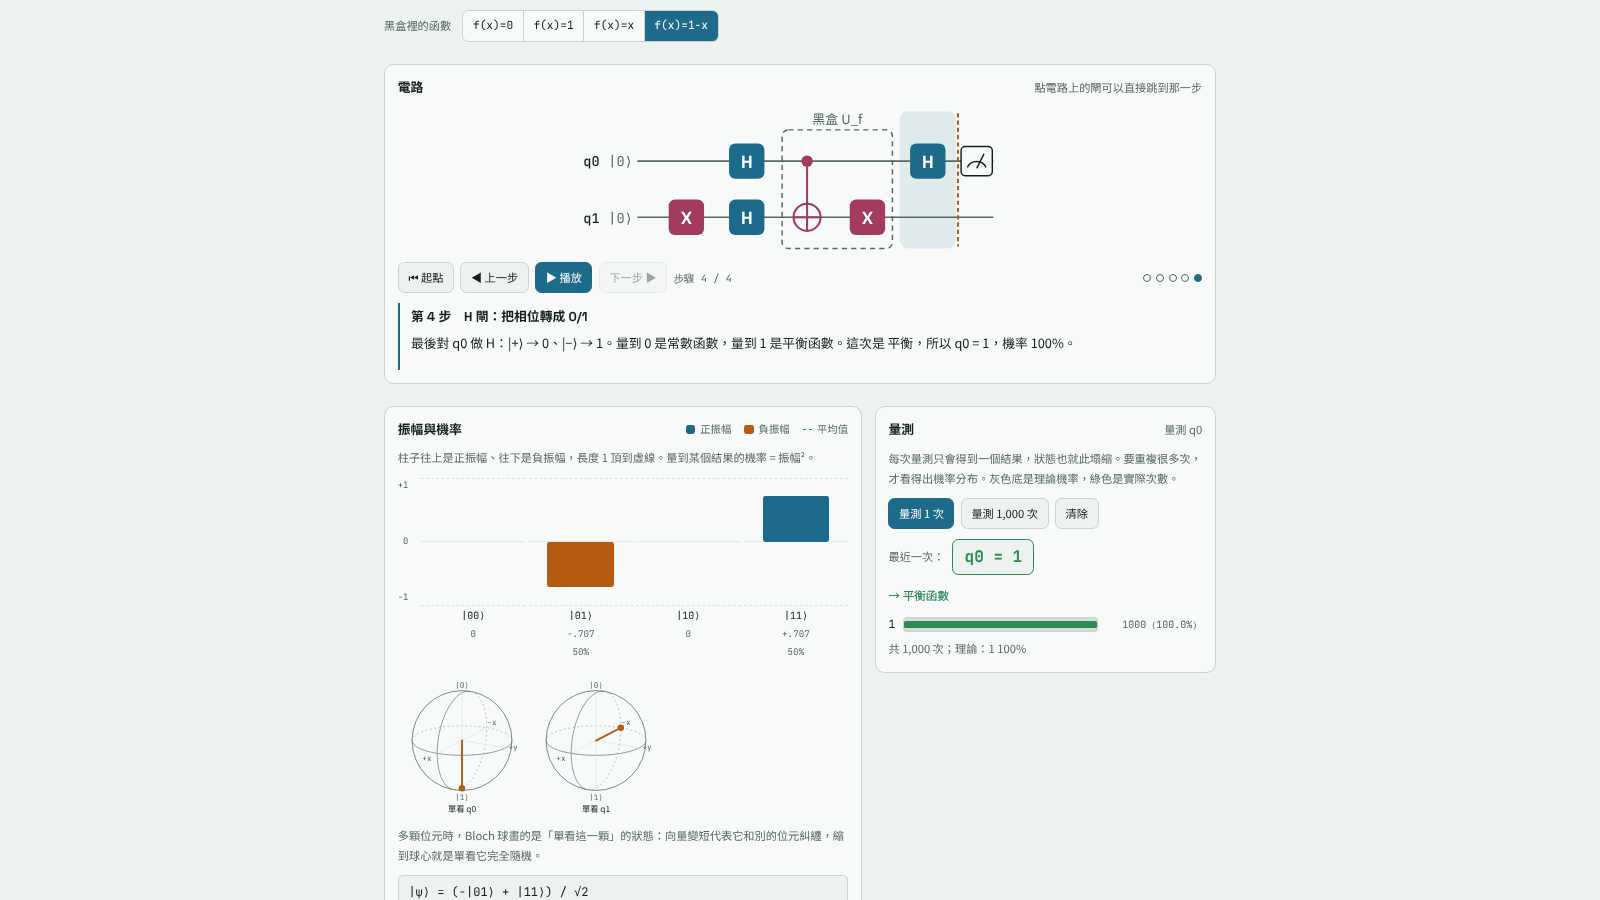 黑盒裡的函數 f(x)=0 f(x)=1 f(x)=x f(x)=1-x
電路 點電路上的閘可以直接跳到那一步
黑盒 U_f
q0 |0⟩ H H
q1 |0⟩ X H X
⏮ 起點 ◀ 上一步 ▶ 播放 下一步 ▶ 步驟 4 / 4
第 4 步 H 閘：把相位轉成 0/1
最後對 q0 做 H：|+⟩ → 0、|−⟩ → 1。量到 0 是常數函數，量到 1 是平衡函數。這次是 平衡，所以 q0 = 1，機率 100%。
振幅與機率 正振幅 負振幅 -- 平均值
柱子往上是正振幅、往下是負振幅，長度 1 頂到虛線。量到某個結果的機率 = 振幅²。
+1
0
-1
|00⟩ |01⟩ |10⟩ |11⟩
0 -.707 0 +.707
50% 50%
|0⟩ |0⟩
-x -x
+y +y
+x +x
|1⟩ |1⟩
單看 q0 單看 q1
多顆位元時，Bloch 球畫的是「單看這一顆」的狀態：向量變短代表它和別的位元糾纏，縮
到球心就是單看它完全隨機。
|ψ⟩ = (-|01⟩ + |11⟩) / √2
量測 量測 q0
每次量測只會得到一個結果，狀態也就此塌縮。要重複很多次，
才看得出機率分布。灰色底是理論機率，綠色是實際次數。
量測 1 次 量測 1,000 次 清除
最近一次： q0 = 1
→ 平衡函數
1 1000 (100.0%)
共 1,000 次；理論：1 100%